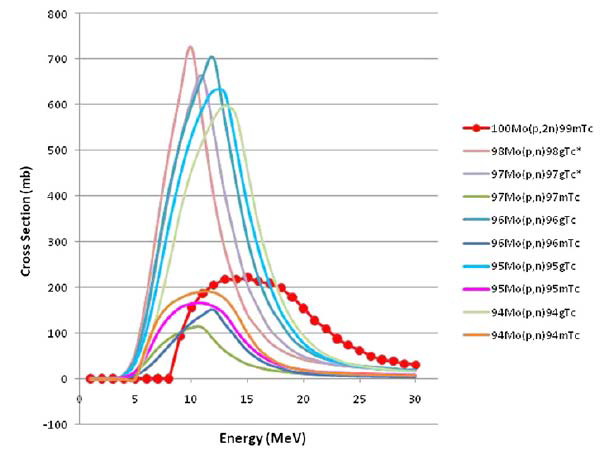 800
700
600
500
400
300
200
100
0
-100
0
5
10
15
20
25
30
Cross Section (mb)
Energy (MeV)
100Mo(p,2n)99mTc
98Mo(p,n)98gTc*
97Mo(p,n)97gTc*
97Mo(p,n)97mTc
96Mo(p,n)96gTc
96Mo(p,n)96mTc
95Mo(p,n)95gTc
95Mo(p,n)95mTc
94Mo(p,n)94gTc
94Mo(p,n)94mTc